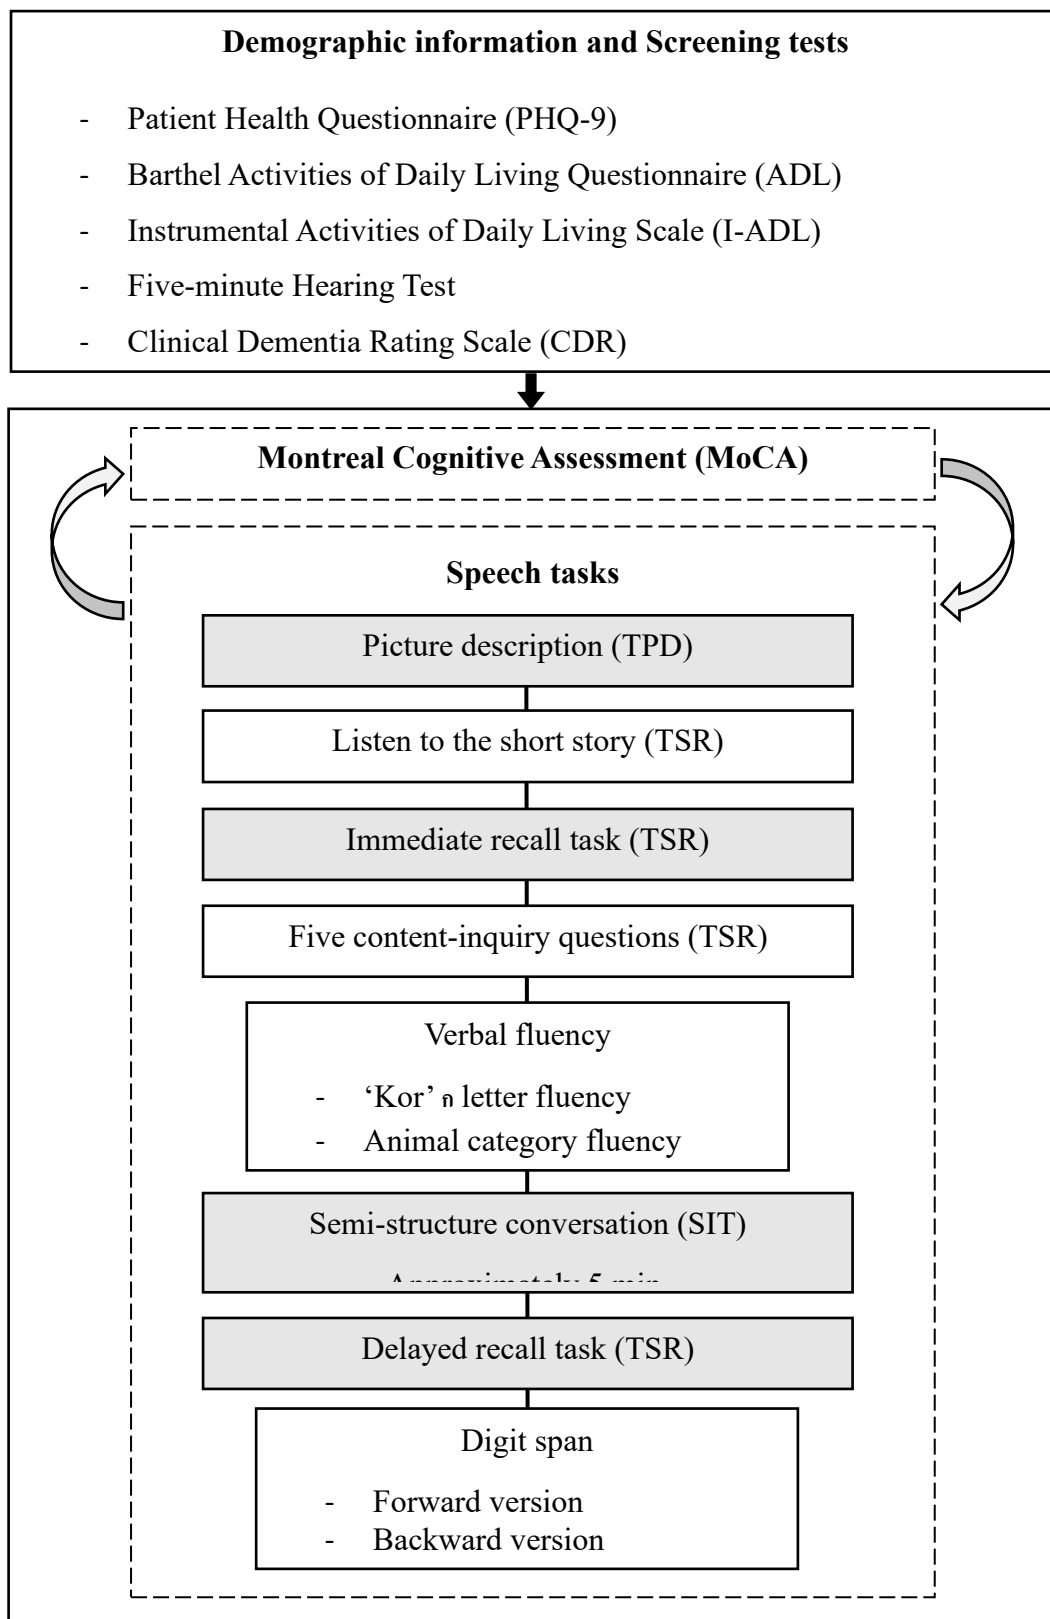 Demographic information and Screening tests
- Patient Health Questionnaire (PHQ-9)
- Barthel Activities of Daily Living Questionnaire (ADL)
- Instrumental Activities of Daily Living Scale (I-ADL)
- Five-minute Hearing Test
- Clinical Dementia Rating Scale (CDR)
Montreal Cognitive Assessment (MoCA)
Speech tasks
Picture description (TPD)
Listen to the short story (TSR)
Immediate recall task (TSR)
Five content-inquiry questions (TSR)
Verbal fluency
- ‘Kor’ ก letter fluency
- Animal category fluency
Semi-structure conversation (SIT)
Approximately 5 min
Delayed recall task (TSR)
Digit span
- Forward version
- Backward version